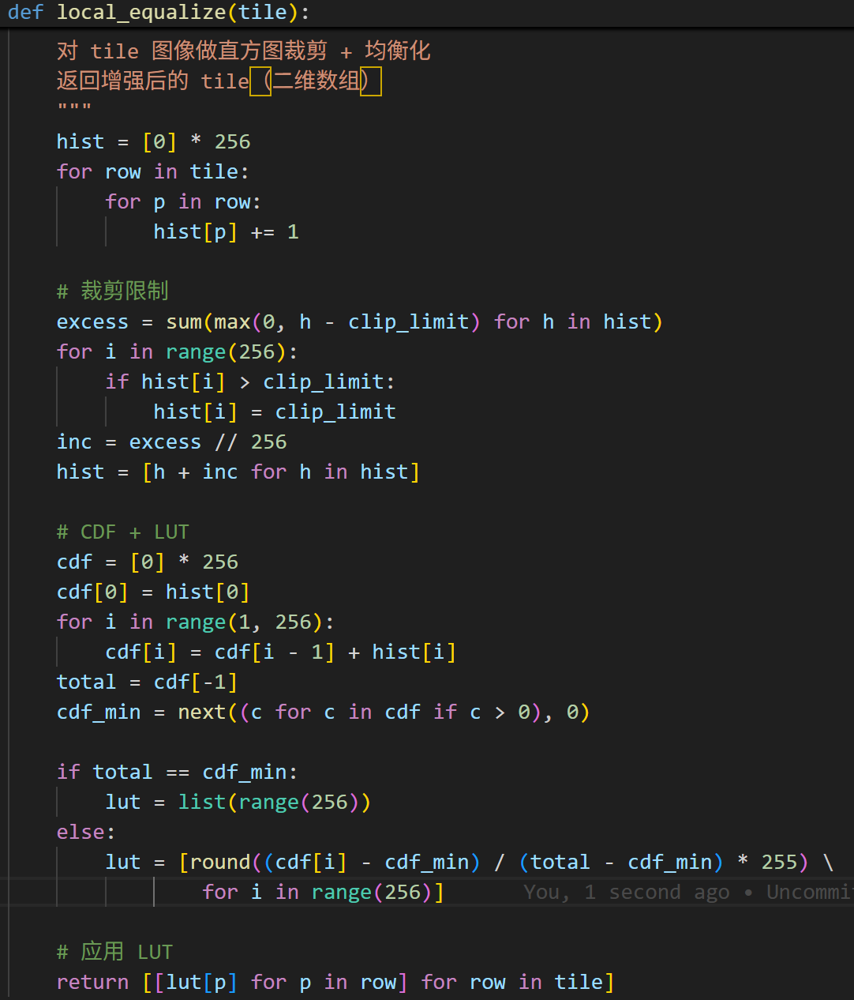 def local_equalize(tile):
    对 tile 图像做直方图裁剪 + 均衡化
    返回增强后的 tile（二维数组）
    """
    hist = [0] * 256
    for row in tile:
        for p in row:
            hist[p] += 1

    # 裁剪限制
    excess = sum(max(0, h - clip_limit) for h in hist)
    for i in range(256):
        if hist[i] > clip_limit:
            hist[i] = clip_limit
    inc = excess // 256
    hist = [h + inc for h in hist]

    # CDF + LUT
    cdf = [0] * 256
    cdf[0] = hist[0]
    for i in range(1, 256):
        cdf[i] = cdf[i - 1] + hist[i]
    total = cdf[-1]
    cdf_min = next((c for c in cdf if c > 0), 0)

    if total == cdf_min:
        lut = list(range(256))
    else:
        lut = [round((cdf[i] - cdf_min) / (total - cdf_min) * 255) \
                for i in range(256)] You, 1 second ago • Uncommi

    # 应用 LUT
    return [[lut[p] for p in row] for row in tile]